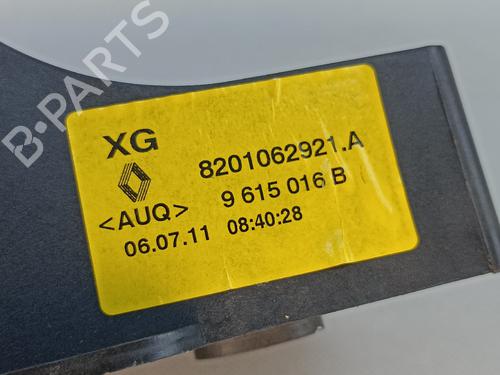 B-PARTS
XG
8201062921.A
9 615 016 B
<AUQ>
06.07.11 08:40:28